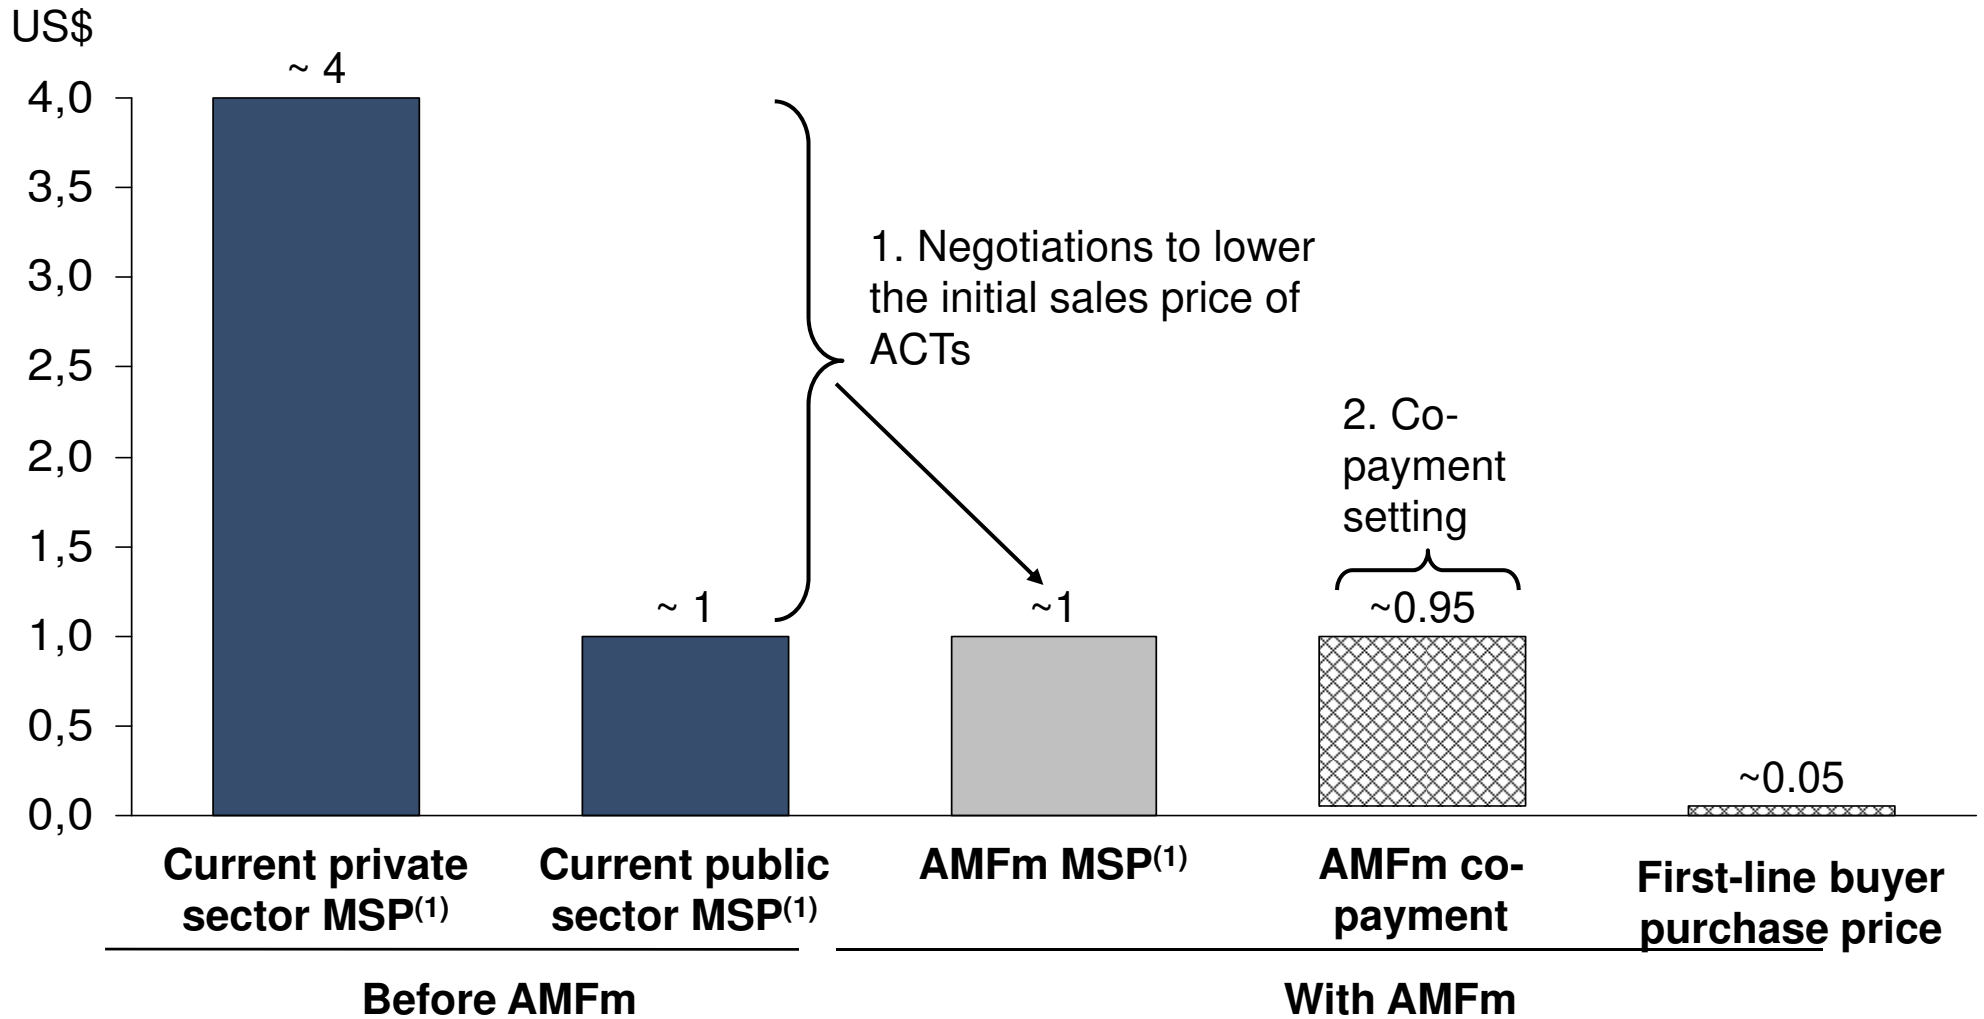 US$
~ 4
4,0
3,5
3,0
2,5
2,0
1,5
1,0
0,5
0,0
1. Negotiations to lower
the initial sales price of
ACTs
2. Co-
payment
setting
~ 1
~1
~0.95
~0.05
Current private
sector MSP(1)
Current public
sector MSP(1)
AMFm MSP(1)
AMFm co-
payment
First-line buyer
purchase price
Before AMFm
With AMFm